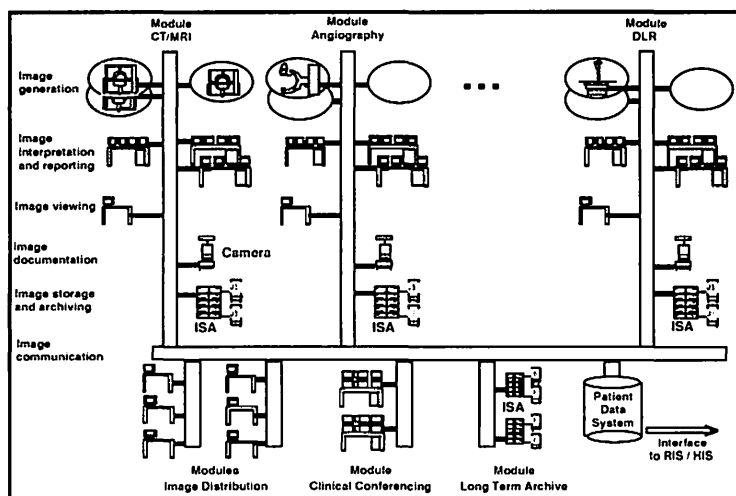 Module
CT/MRI
Module
Angiography
Module
DLR
Image
generation
Image
interpretation
and reporting
Image viewing
Image
documentation
Camera
Image storage
and archiving
ISA
ISA
ISA
Image
communication
ISA
Patient
Data
System
Interface
to RIS / HIS
Modules
Image Distribution
Module
Clinical Conferencing
Module
Long Term Archive